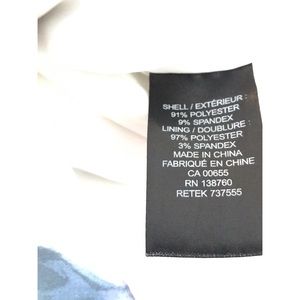 SHELL / EXTÉRIEUR :
91% POLYESTER
9% SPANDEX
LINING / DOUBLURE :
97% POLYESTER
3% SPANDEX
MADE IN CHINA
FABRIQUÉ EN CHINE
CA 00655
RN 138760
RETEK 737555